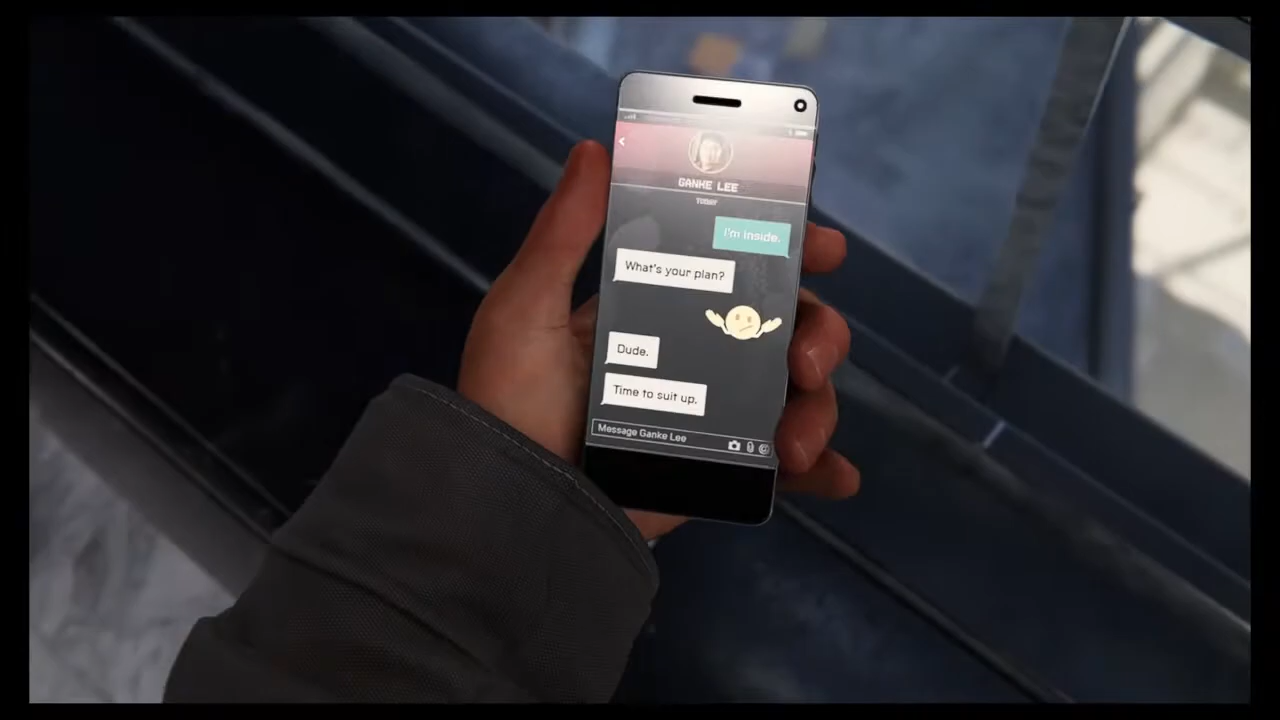 GANKE LEE
TODAY
I'm inside.
What's your plan?
Dude.
Time to suit up.
Message Ganke Lee